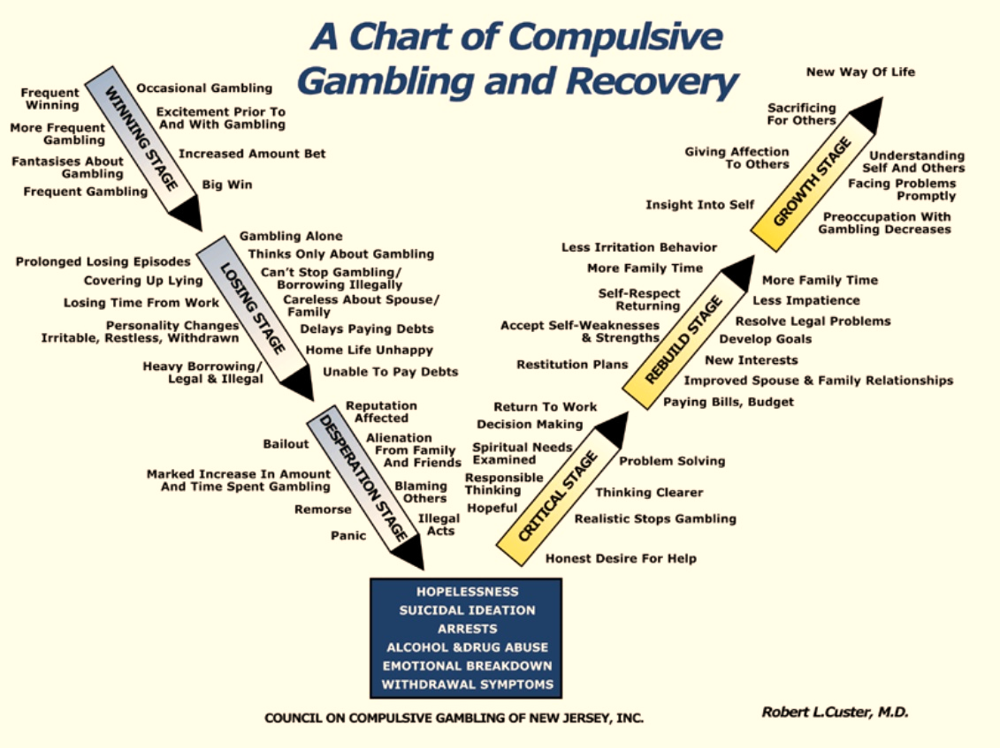 A Chart of Compulsive
Gambling and Recovery
WINNING STAGE
Frequent
Winning
More Frequent
Gambling
Fantasises About
Gambling
Frequent Gambling
Occasional Gambling
Excitement Prior To
And With Gambling
Increased Amount Bet
Big Win
LOSING STAGE
Prolonged Losing Episodes
Covering Up Lying
Losing Time From Work
Personality Changes
Irritable, Restless, Withdrawn
Heavy Borrowing/
Legal & Illegal
Gambling Alone
Thinks Only About Gambling
Can't Stop Gambling/
Borrowing Illegally
Careless About Spouse/
Family
Delays Paying Debts
Home Life Unhappy
Unable To Pay Debts
DESPERATION STAGE
Bailout
Marked Increase In Amount
And Time Spent Gambling
Remorse
Panic
Reputation
Affected
Alienation
From Family
And Friends
Blaming
Others
Illegal
Acts
HOPELESSNESS
SUICIDAL IDEATION
ARRESTS
ALCOHOL &DRUG ABUSE
EMOTIONAL BREAKDOWN
WITHDRAWAL SYMPTOMS
CRITICAL STAGE
Return To Work
Decision Making
Spiritual Needs
Examined
Responsible
Thinking
Hopeful
Problem Solving
Thinking Clearer
Realistic Stops Gambling
Honest Desire For Help
REBUILD STAGE
Less Irritation Behavior
More Family Time
Self-Respect
Returning
Accept Self-Weaknesses
& Strengths
Restitution Plans
More Family Time
Less Impatience
Resolve Legal Problems
Develop Goals
New Interests
Improved Spouse & Family Relationships
Paying Bills, Budget
GROWTH STAGE
New Way Of Life
Sacrificing
For Others
Giving Affection
To Others
Insight Into Self
Understanding
Self And Others
Facing Problems
Promptly
Preoccupation With
Gambling Decreases
COUNCIL ON COMPULSIVE GAMBLING OF NEW JERSEY, INC.
Robert L.Custer, M.D.